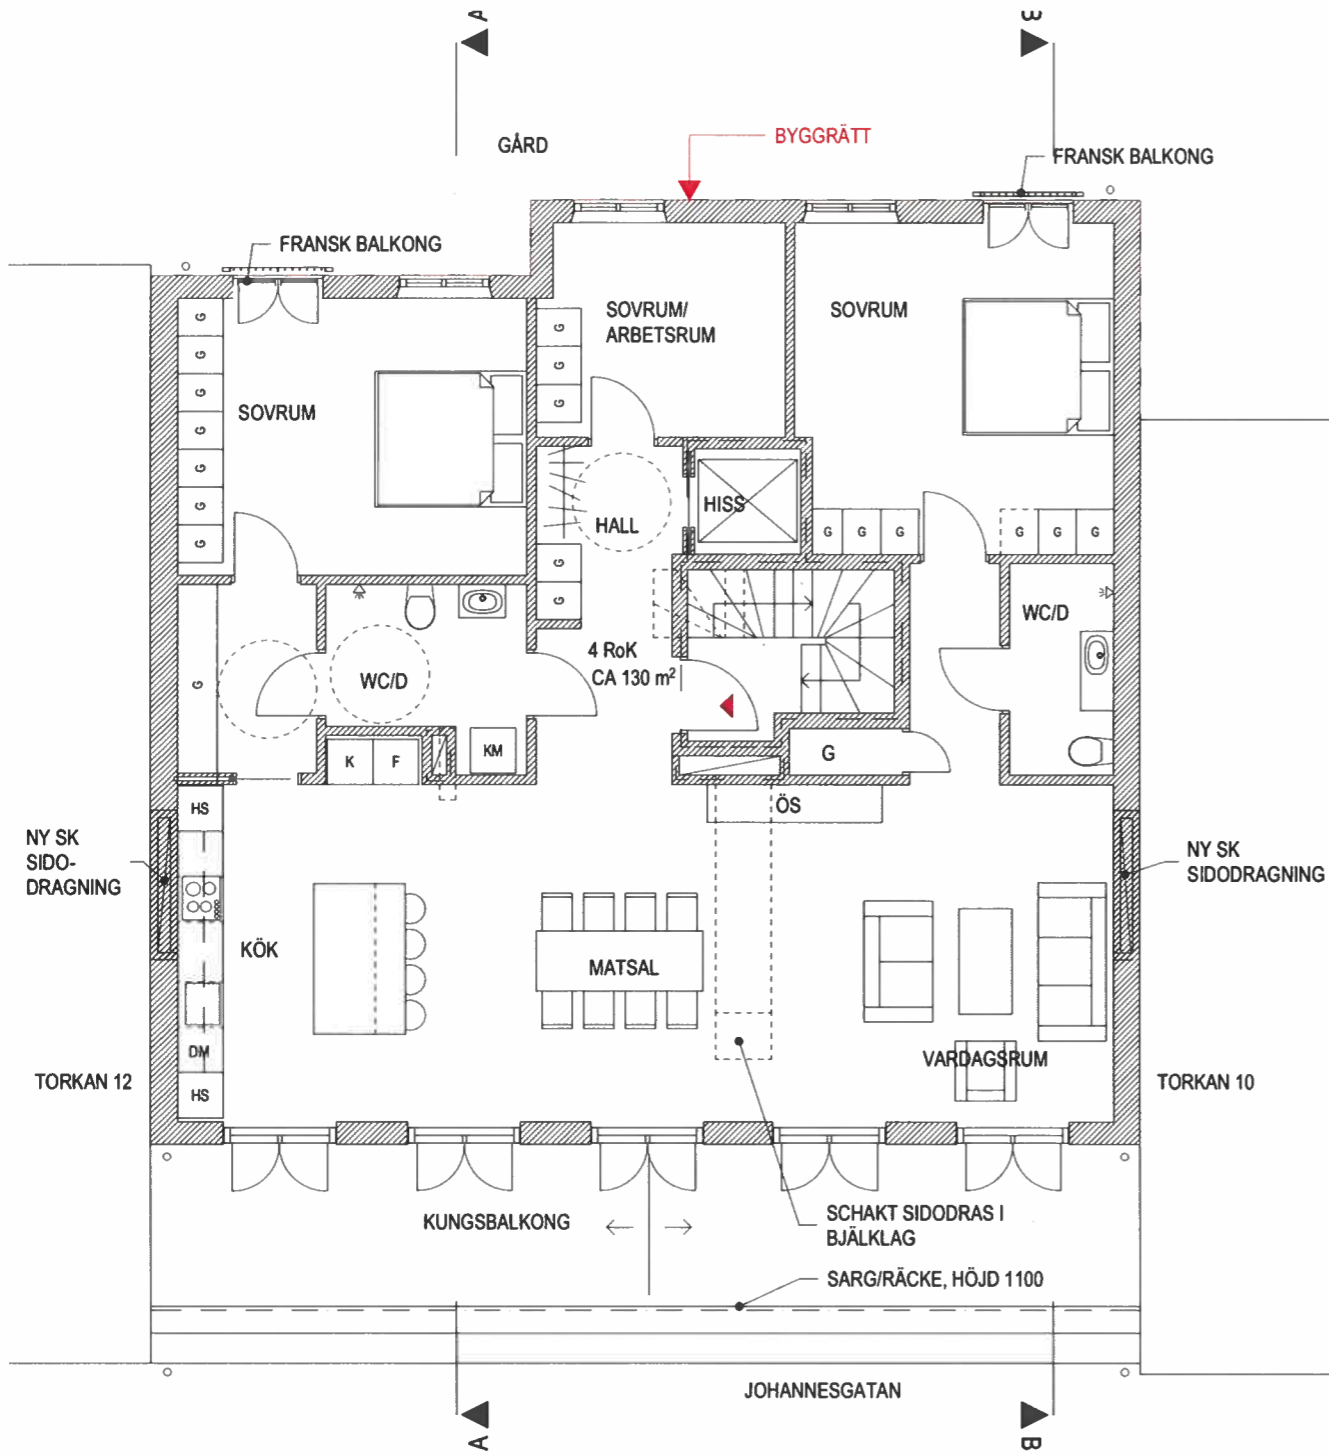 A
B
GÅRD
BYGGRÄTT
FRANSK BALKONG
FRANSK BALKONG
G
G
G
G
G
G
G
SOVRUM
G
G
G
SOVRUM/
ARBETSRUM
SOVRUM
HALL
HISS
G
G
G
G
G
G
G
G
WC/D
4 RoK
CA 130 m²
G
WC/D
K
F
KM
G
HS
ÖS
NY SK
SIDO-
DRAGNING
NY SK
SIDODRAGNING
KÖK
MATSAL
DM
HS
VARDAGSRUM
TORKAN 12
TORKAN 10
KUNGSBALKONG
SCHAKT SIDODRAS I
BJÄLKLAG
SARG/RÄCKE, HÖJD 1100
JOHANNESGATAN
A
B